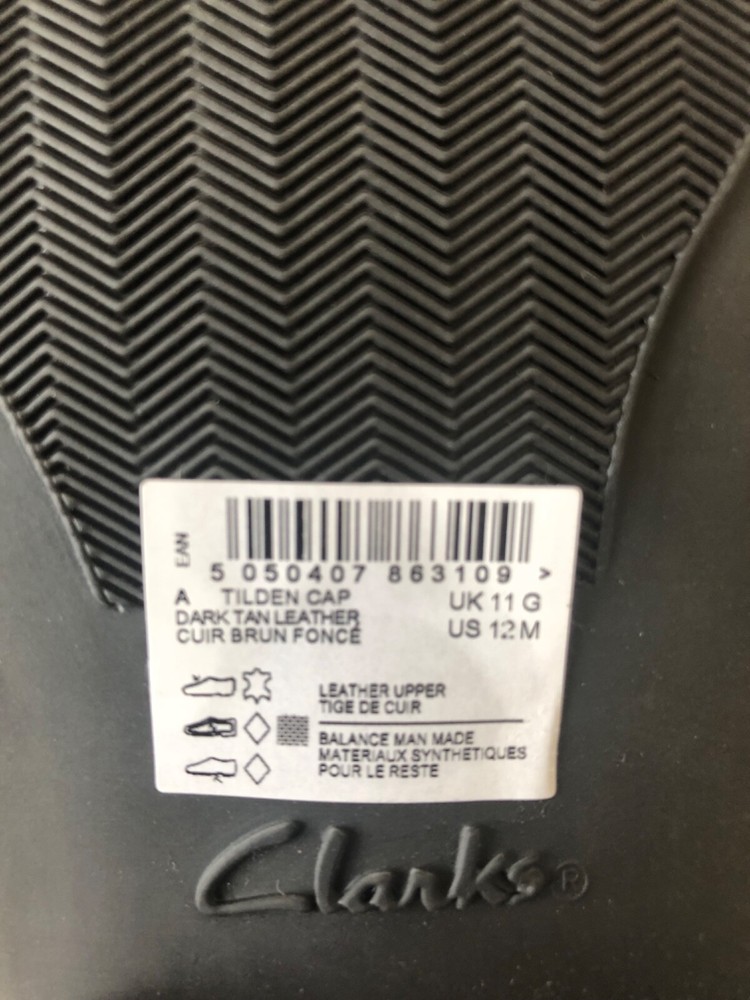 EAN
5 050407 863109 >
A TILDEN CAP UK 11 G
DARK TAN LEATHER US 12 M
CUIR BRUN FONCÉ
LEATHER UPPER
TIGE DE CUIR
BALANCE MAN MADE
MATERIAUX SYNTHETIQUES
POUR LE RESTE
Clarks®